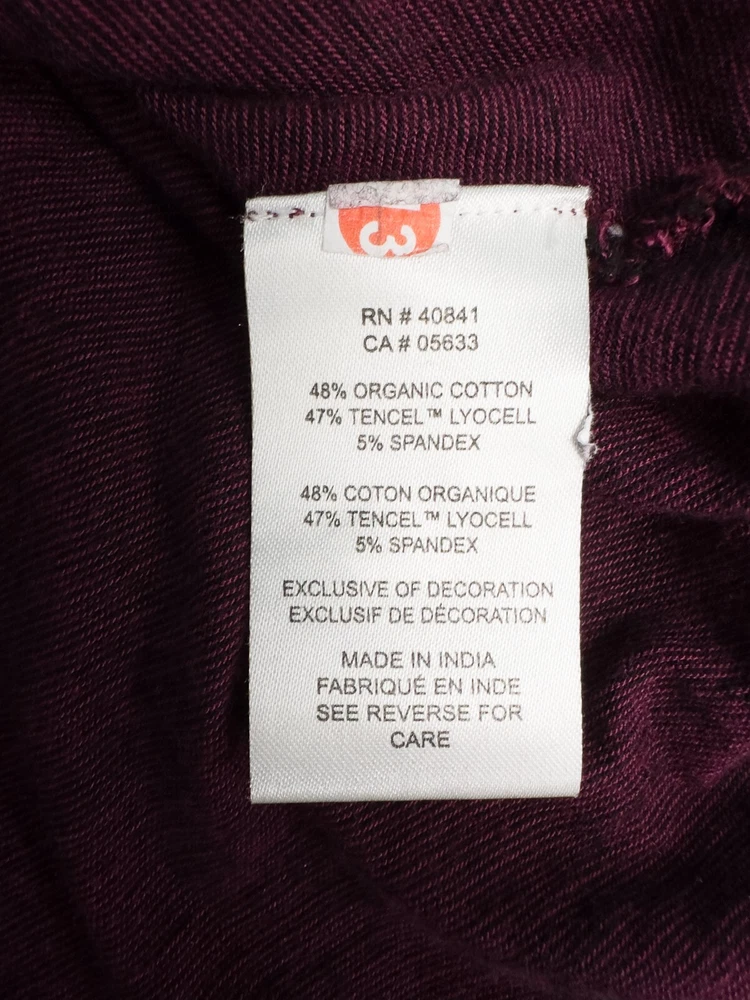 3
RN # 40841
CA # 05633
48% ORGANIC COTTON
47% TENCEL™ LYOCELL
5% SPANDEX
48% COTON ORGANIQUE
47% TENCEL™ LYOCELL
5% SPANDEX
EXCLUSIVE OF DECORATION
EXCLUSIF DE DÉCORATION
MADE IN INDIA
FABRIQUÉ EN INDE
SEE REVERSE FOR
CARE